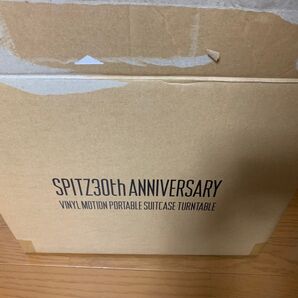 SPITZ30th ANNIVERSARY
VINYL MOTION PORTABLE SUITCASE TURNTABLE